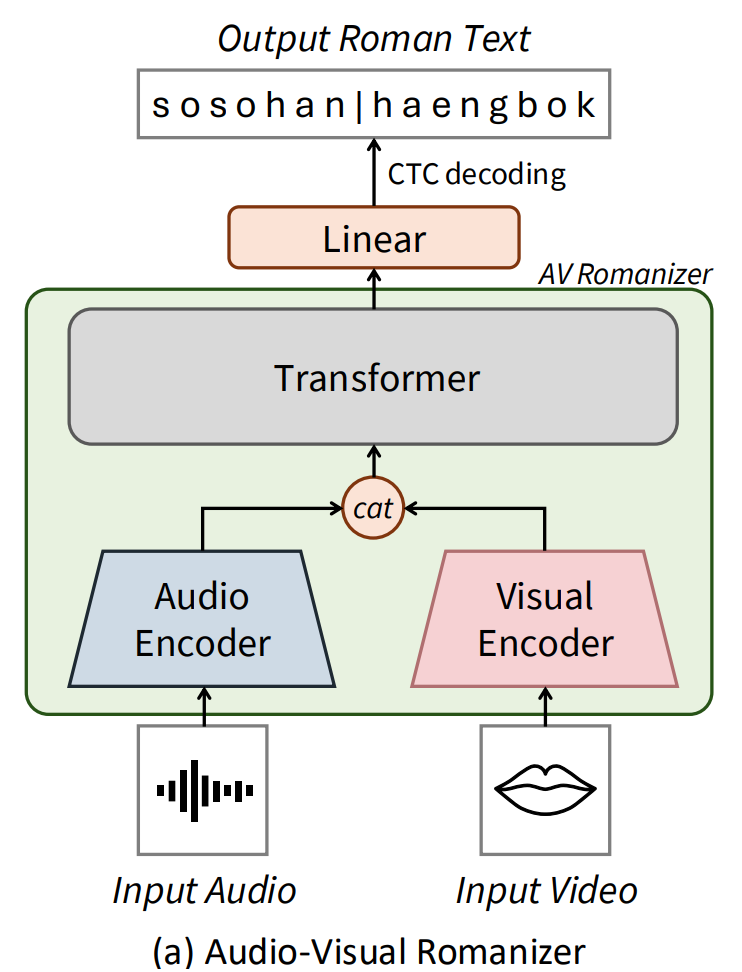 Output Roman Text
s o s o h a n | h a e n g b o k
CTC decoding
Linear
AV Romanizer
Transformer
cat
Audio
Encoder
Visual
Encoder
Input Audio
Input Video
(a) Audio-Visual Romanizer